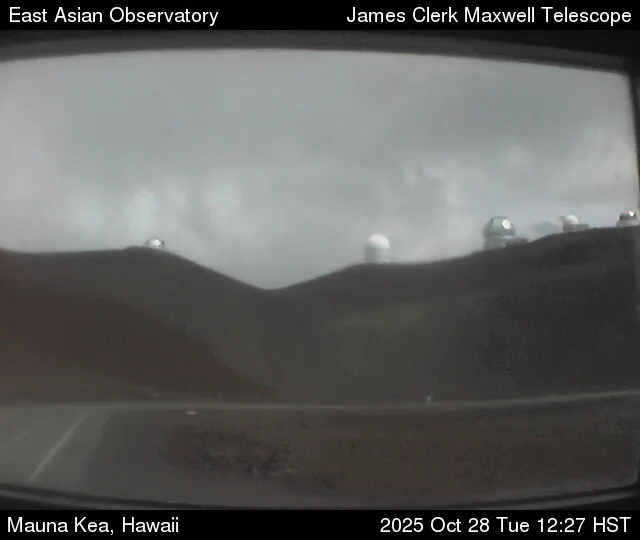 East Asian Observatory
James Clerk Maxwell Telescope
Mauna Kea, Hawaii
2025 Oct 28 Tue 12:27 HST